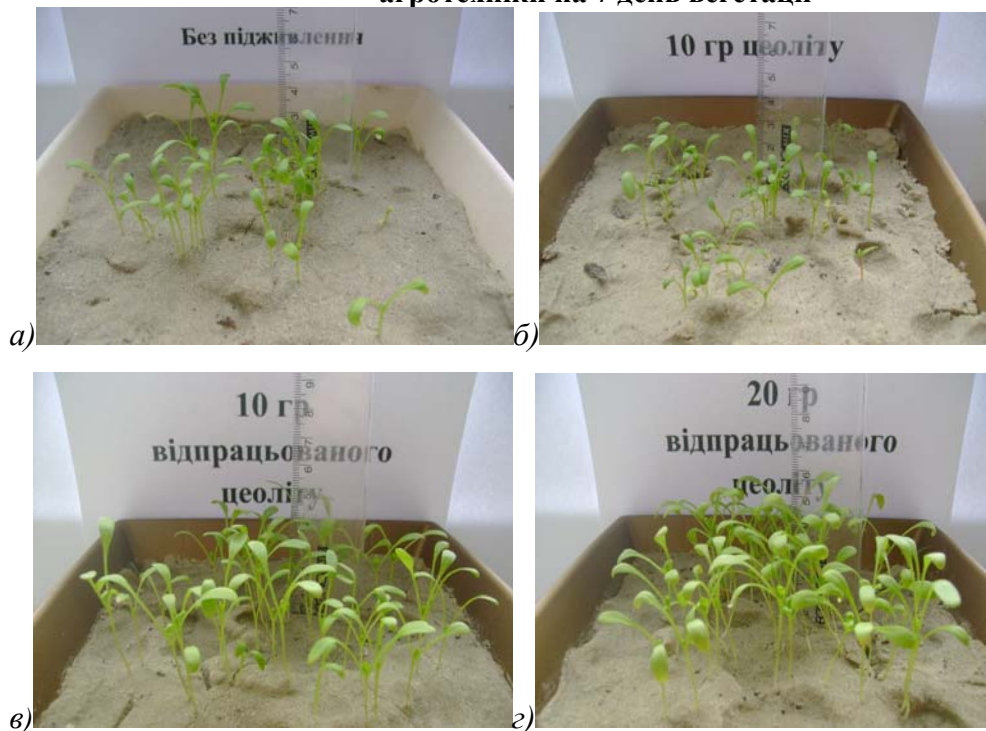 агротехніки на 7 день вегетації
Без підживлення
10 гр цеоліту
а)
б)
10 гр
відпрацьованого
цеоліту
20 гр
відпрацьованого
цеоліту
в)
г)